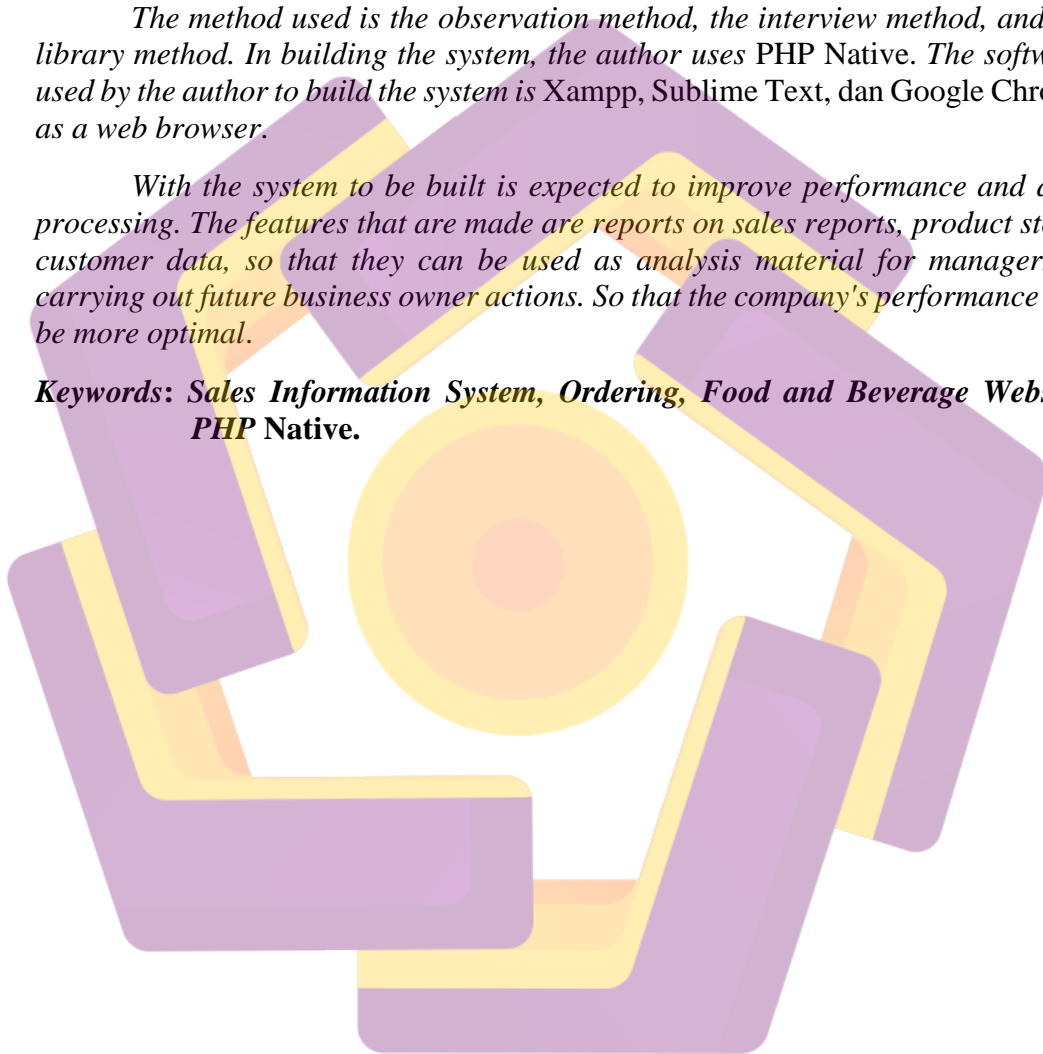 The method used is the observation method, the interview method, and
library method. In building the system, the author uses PHP Native. The softw
used by the author to build the system is Xampp, Sublime Text, dan Google Chro
as a web browser.
With the system to be built is expected to improve performance and d
processing. The features that are made are reports on sales reports, product sto
customer data, so that they can be used as analysis material for manager
carrying out future business owner actions. So that the company's performance
be more optimal.
Keywords: Sales Information System, Ordering, Food and Beverage Webs
PHP Native.